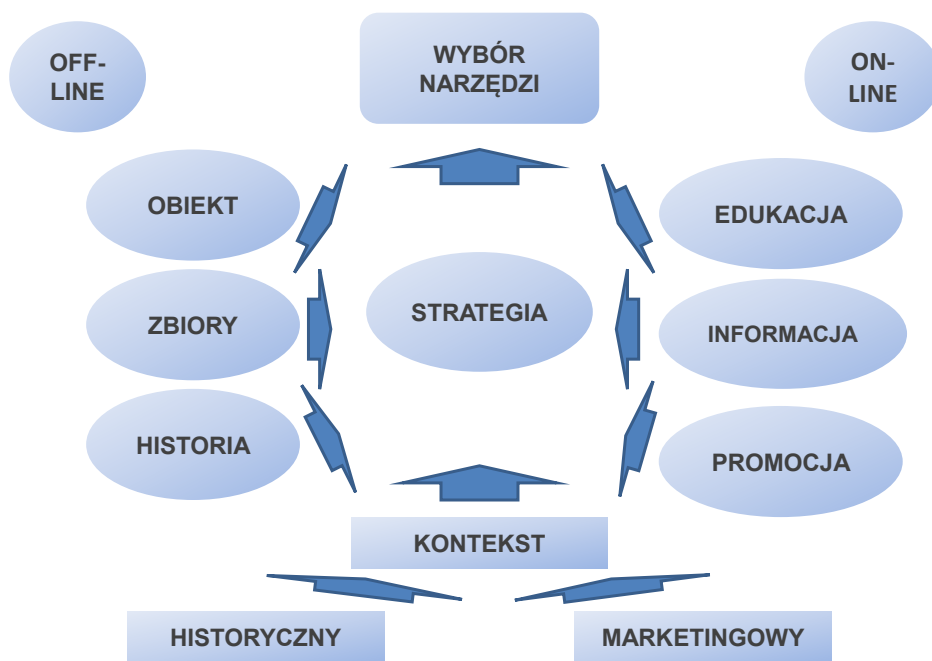 OFF-
LINE
WYBÓR
NARZĘDZI
ON-
LINE
OBIEKT
EDUKACJA
ZBIORY
STRATEGIA
INFORMACJA
HISTORIA
PROMOCJA
KONTEKST
HISTORYCZNY
MARKETINGOWY